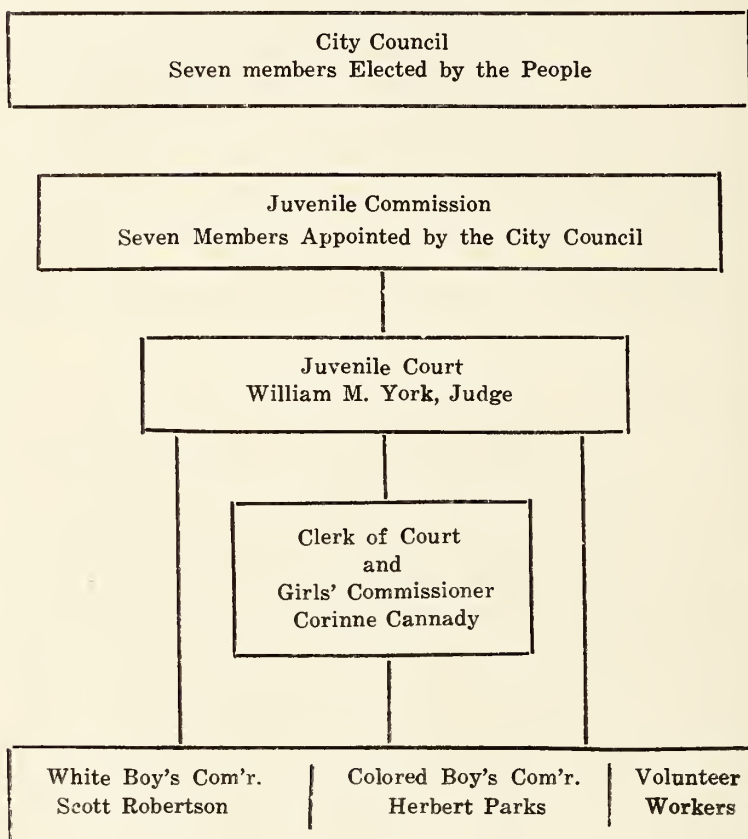 City Council
Seven members Elected by the People
Juvenile Commission
Seven Members Appointed by the City Council
Juvenile Court
William M. York, Judge
Clerk of Court
and
Girls' Commissioner
Corinne Cannady
White Boy's Com'r.
Scott Robertson
Colored Boy's Com'r.
Herbert Parks
Volunteer
Workers